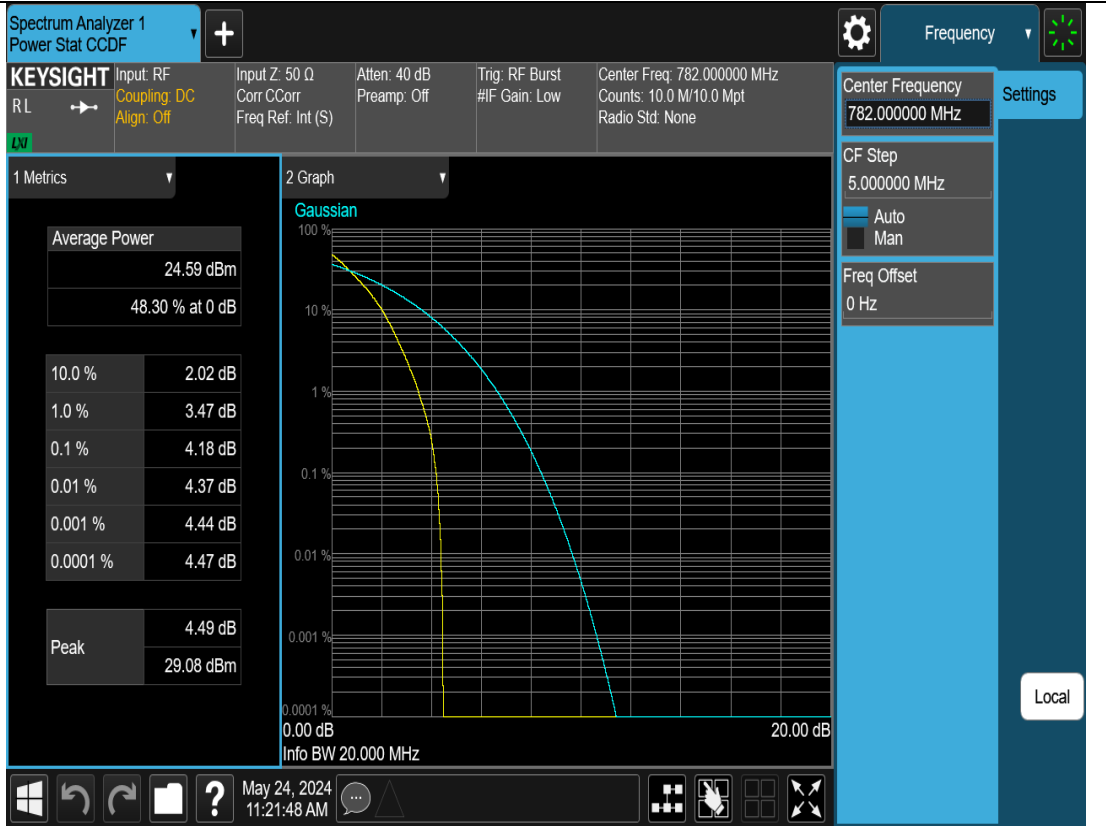 Spectrum Analyzer 1
Power Stat CCDF
+
Frequency
KEYSIGHT
R L
LXI
Input: RF
Coupling: DC
Align: Off
Input Z: 50 Ω
Corr CCorr
Freq Ref: Int (S)
Atten: 40 dB
Preamp: Off
Trig: RF Burst
#IF Gain: Low
Center Freq: 782.000000 MHz
Counts: 10.0 M/10.0 Mpt
Radio Std: None
Center Frequency
782.000000 MHz
Settings
CF Step
5.000000 MHz
Auto
Man
Freq Offset
0 Hz
Local
1 Metrics
Average Power
24.59 dBm
48.30 % at 0 dB
10.0 % 2.02 dB
1.0 % 3.47 dB
0.1 % 4.18 dB
0.01 % 4.37 dB
0.001 % 4.44 dB
0.0001 % 4.47 dB
Peak
4.49 dB
29.08 dBm
2 Graph
Gaussian
100 %
10 %
1 %
0.1 %
0.01 %
0.001 %
0.0001 %
0.00 dB 20.00 dB
Info BW 20.000 MHz
?
May 24, 2024
11:21:48 AM